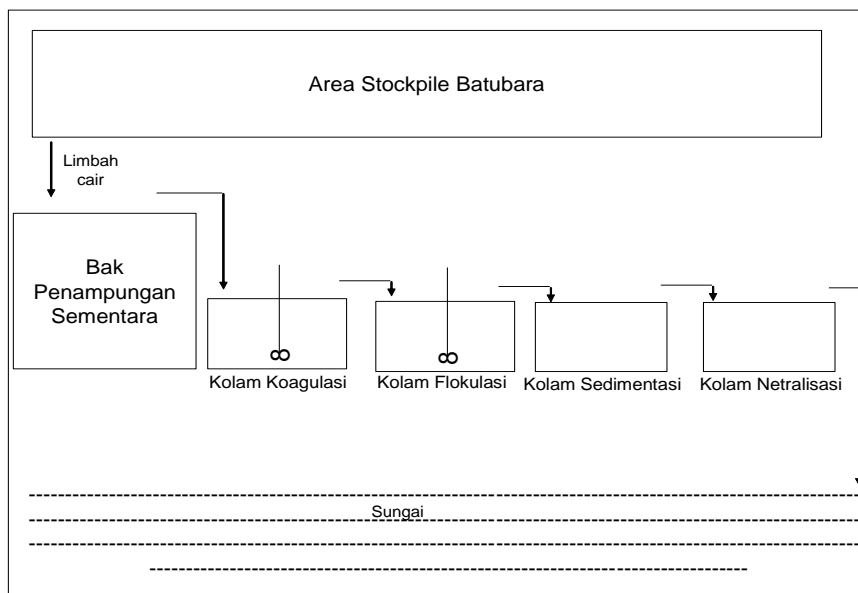 Area Stockpile Batubara
Limbah
cair
Bak
Penampungan
Sementara
Kolam Koagulasi
Kolam Flokulasi
Kolam Sedimentasi
Kolam Netralisasi
Sungai